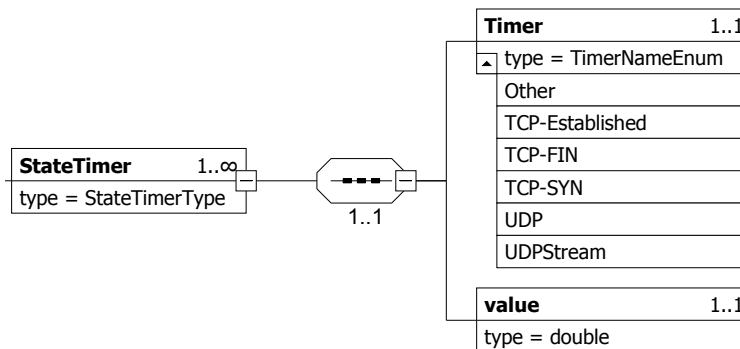 Timer 1..1
type = TimerNameEnum
Other
TCP-Established
TCP-FIN
TCP-SYN
UDP
UDPStream
StateTimer 1..∞
type = StateTimerType
1..1
value 1..1
type = double